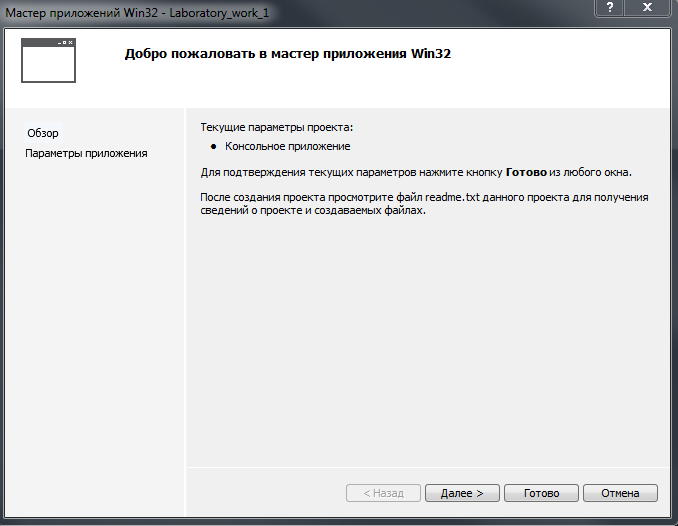 Мастер приложений Win32 - Laboratory_work_1
?
X
Добро пожаловать в мастер приложения Win32
Обзор
Параметры приложения
Текущие параметры проекта:
• Консольное приложение
Для подтверждения текущих параметров нажмите кнопку Готово из любого окна.
После создания проекта просмотрите файл readme.txt данного проекта для получения
сведений о проекте и создаваемых файлах.
< Назад
Далее >
Готово
Отмена